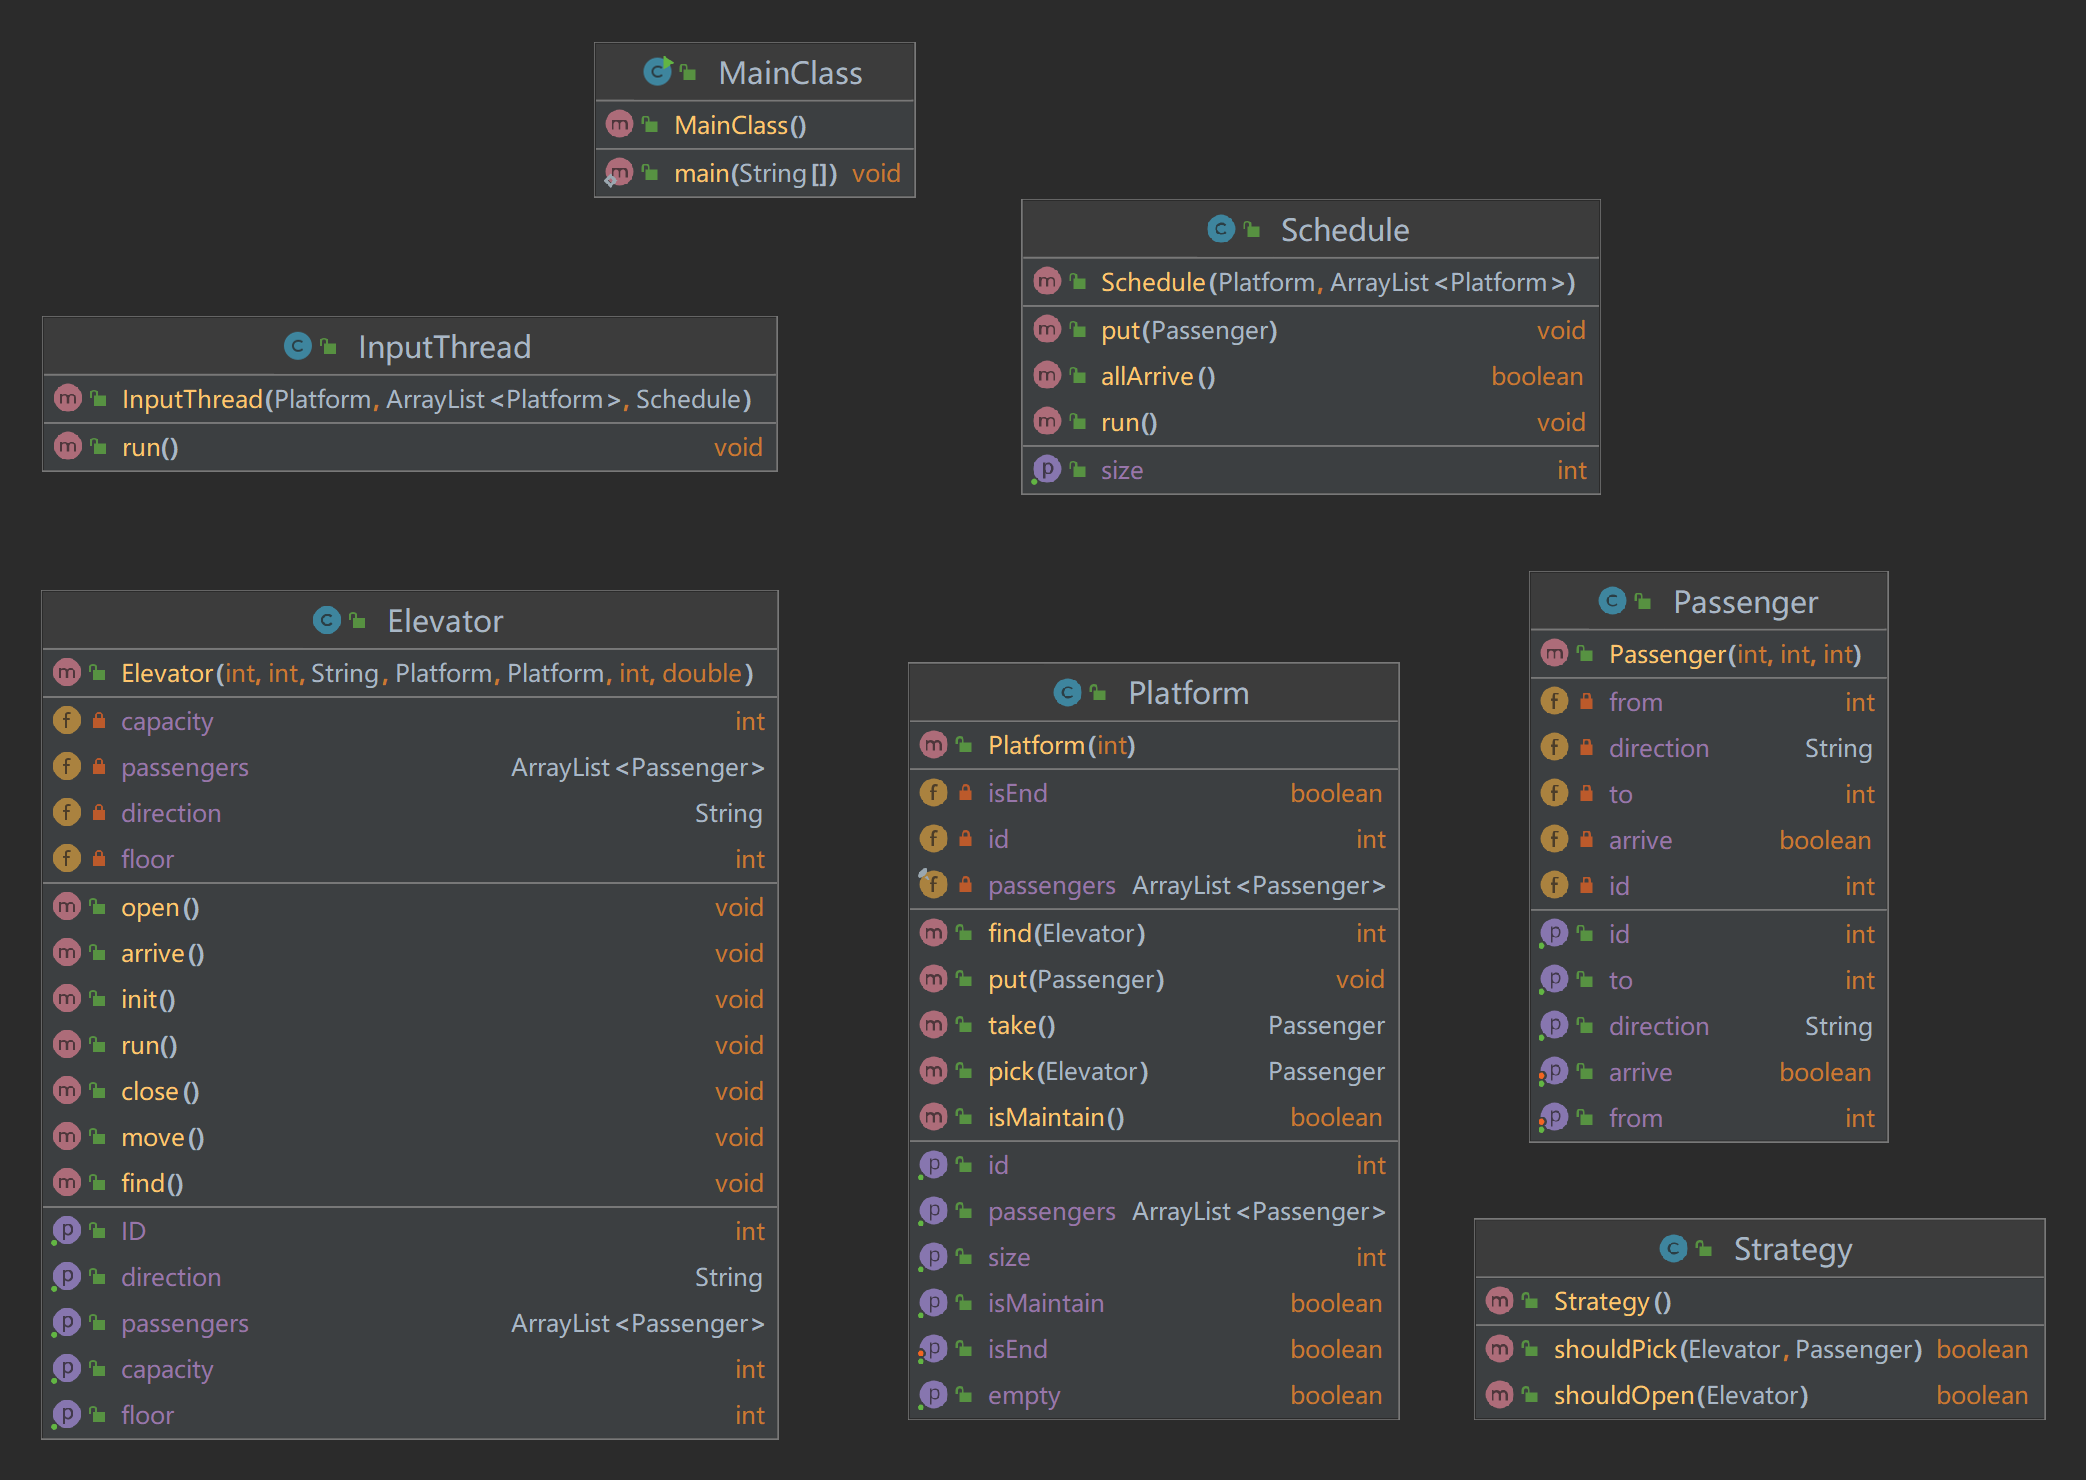 MainClass
MainClass()
main(String[]) void
Schedule
Schedule(Platform, ArrayList<Platform>)
put(Passenger) void
allArrive() boolean
run() void
size int
InputThread
InputThread(Platform, ArrayList<Platform>, Schedule)
run() void
Elevator
Elevator(int, int, String, Platform, Platform, int, double)
capacity int
passengers ArrayList<Passenger>
direction String
floor int
open() void
arrive() void
init() void
run() void
close() void
move() void
find() void
ID int
direction String
passengers ArrayList<Passenger>
capacity int
floor int
Platform
Platform(int)
isEnd boolean
id int
passengers ArrayList<Passenger>
find(Elevator) int
put(Passenger) void
take() Passenger
pick(Elevator) Passenger
isMaintain() boolean
id int
passengers ArrayList<Passenger>
size int
isMaintain boolean
isEnd boolean
empty boolean
Passenger
Passenger(int, int, int)
from int
direction String
to int
arrive boolean
id int
id int
to int
direction String
arrive boolean
from int
Strategy
Strategy()
shouldPick(Elevator, Passenger) boolean
shouldOpen(Elevator) boolean